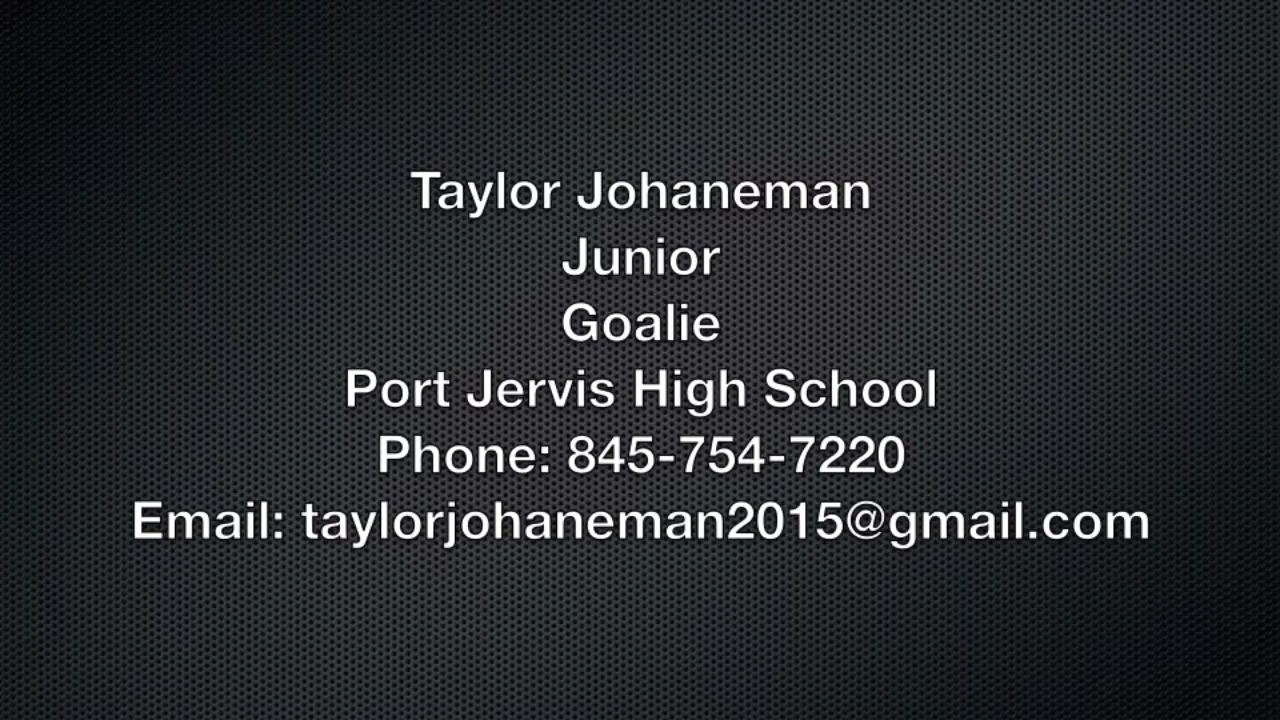 Taylor Johaneman
Junior
Goalie
Port Jervis High School
Phone: 845-754-7220
Email: taylorjohaneman2015@gmail.com